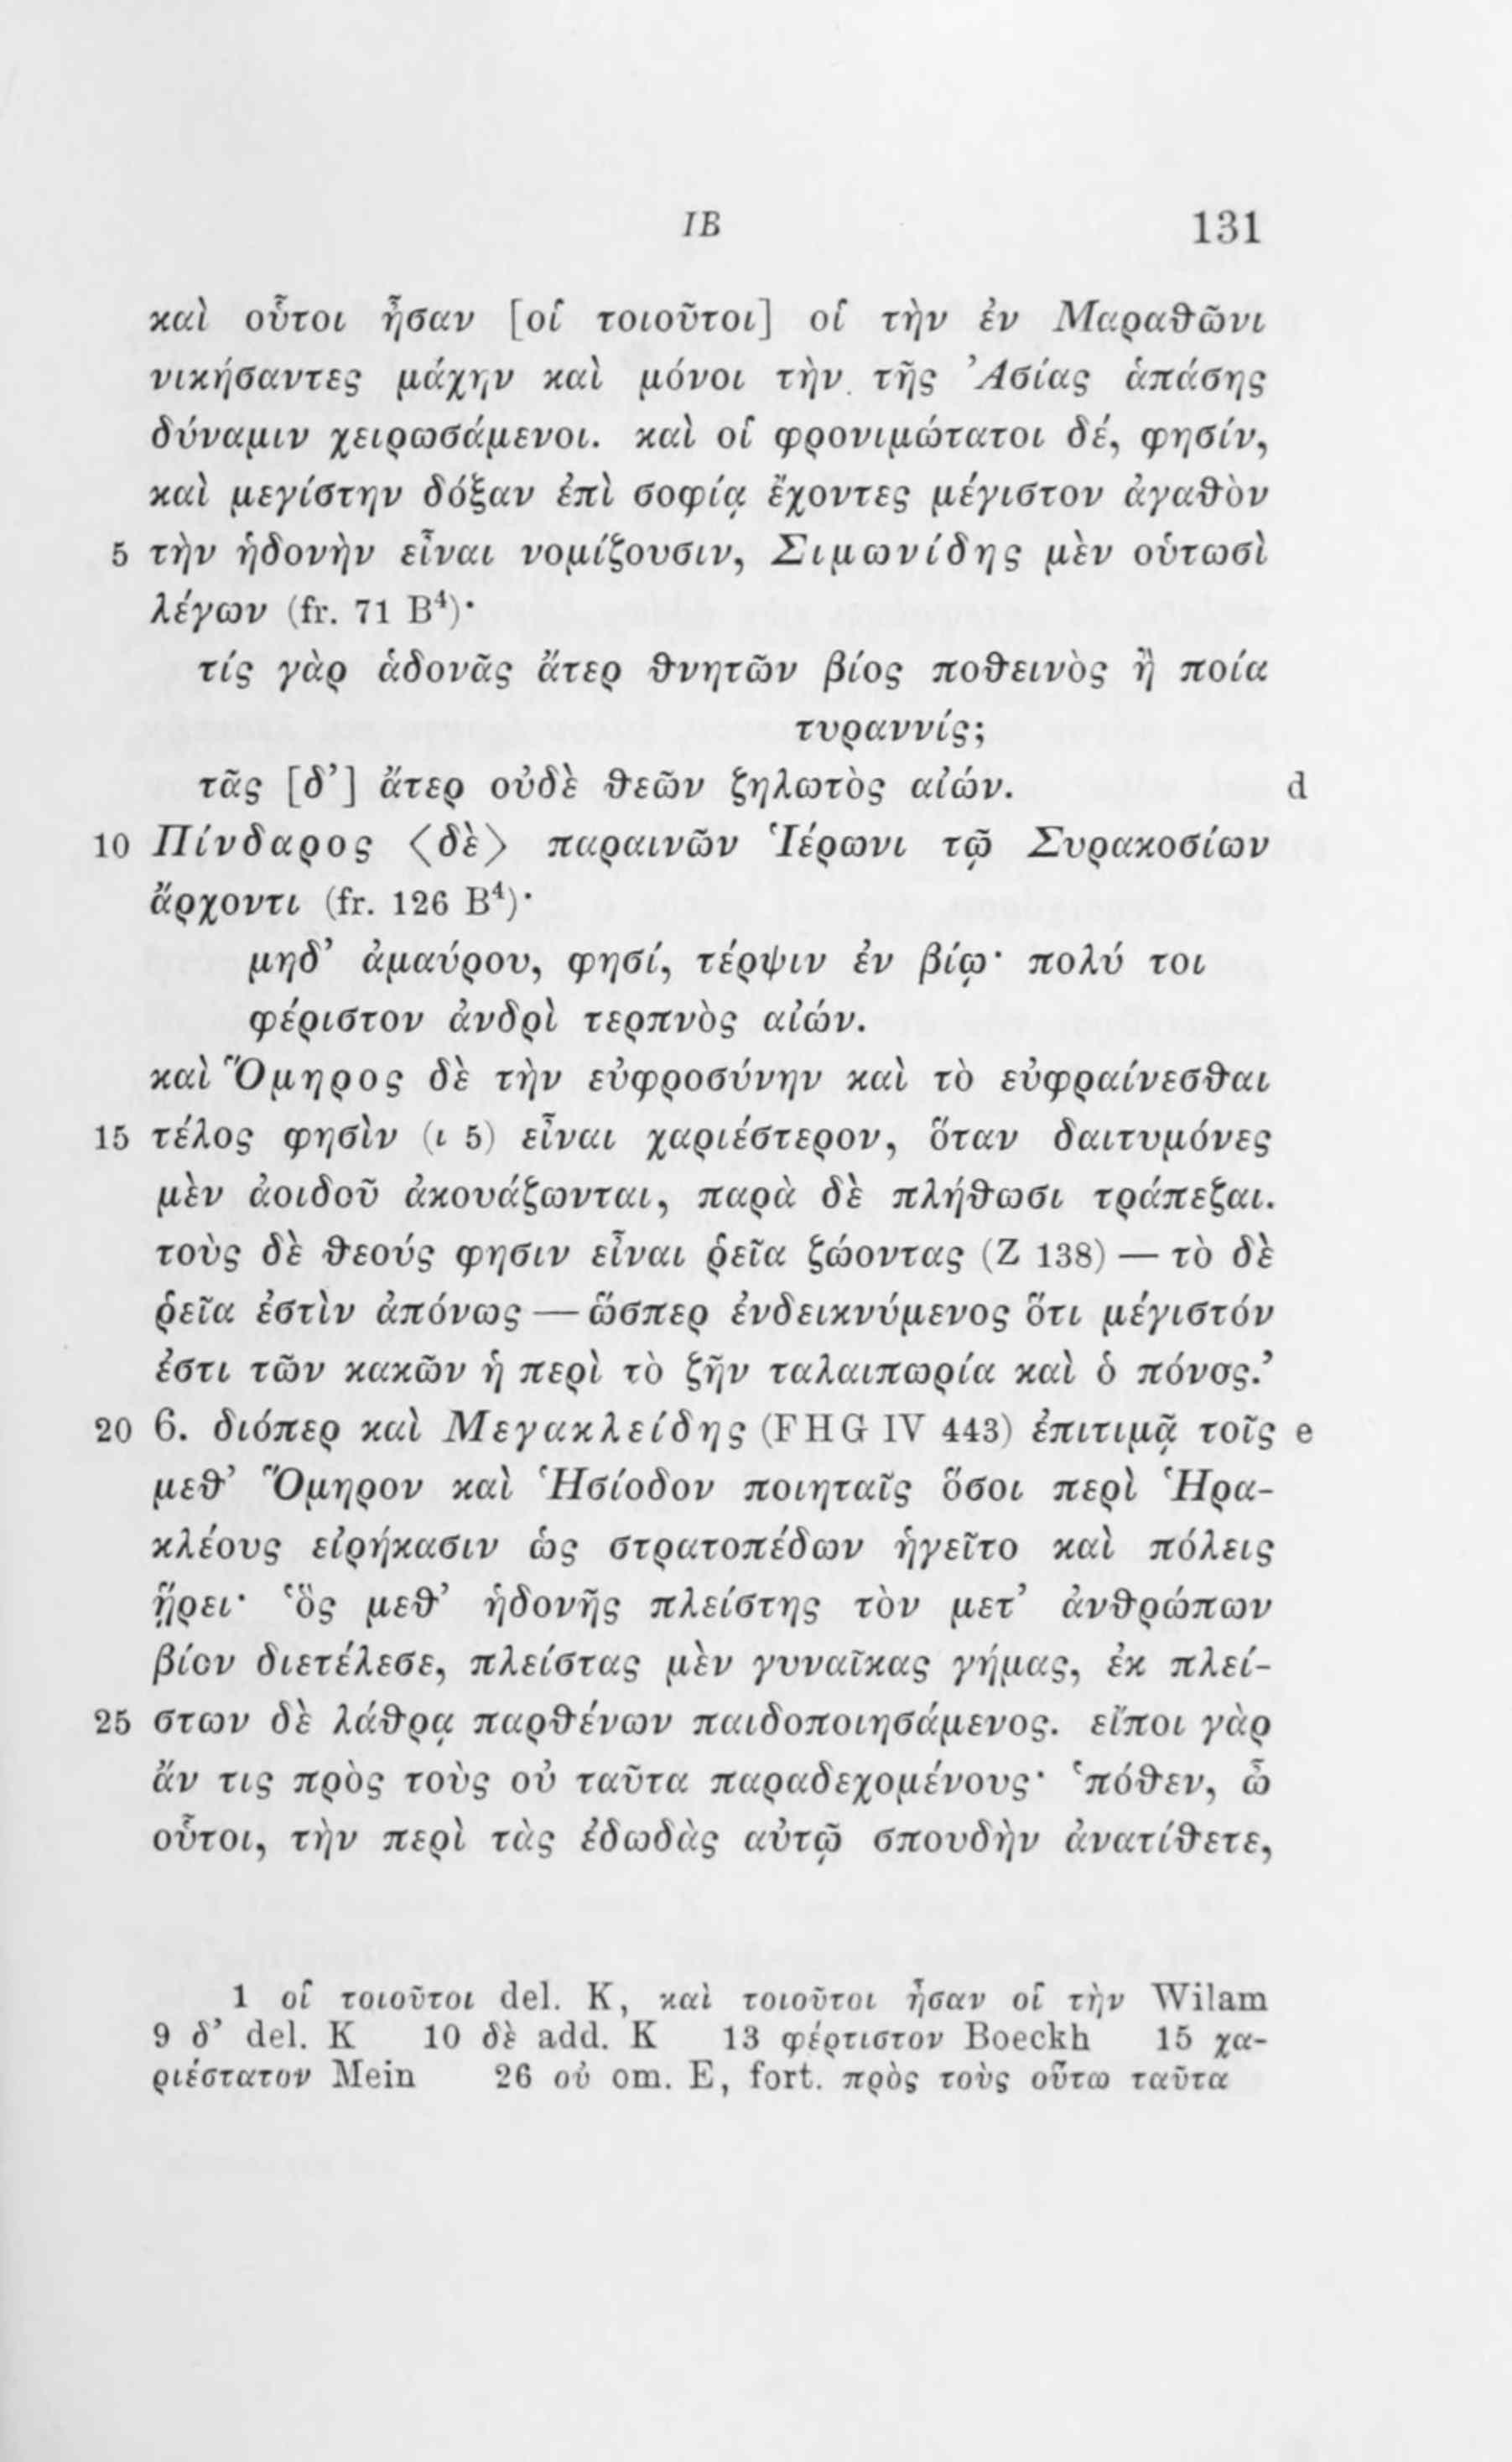 ΙΒ 131
καὶ οὗτοι ἦσαν [οἱ τοιοῦτοι] οἱ τὴν ἐν Μαραθῶνι
νικήσαντες μάχην καὶ μόνοι τὴν τῆς Ἀσίας ἁπάσης
δύναμιν χειρωσάμενοι. καὶ οἱ φρονιμώτατοι δέ, φησίν,
καὶ μεγίστην δόξαν ἐπὶ σοφίᾳ ἔχοντες μέγιστον ἀγαθὸν
5 τὴν ἡδονὴν εἶναι νομίζουσιν, Σιμωνίδης μὲν οὑτωσὶ
λέγων (fr. 71 B⁴)·
τίς γὰρ ἁδονᾶς ἄτερ θνητῶν βίος ποθεινὸς ἢ ποία
τυραννίς;
τᾶς [δ’] ἄτερ οὐδὲ θεῶν ζηλωτὸς αἰών. d
10 Πίνδαρος ⟨δὲ⟩ παραινῶν Ἱέρωνι τῷ Συρακοσίων
ἄρχοντι (fr. 126 B⁴)·
μηδ’ ἀμαύρου, φησί, τέρψιν ἐν βίῳ· πολύ τοι
φέριστον ἀνδρὶ τερπνὸς αἰών.
καὶ Ὅμηρος δὲ τὴν εὐφροσύνην καὶ τὸ εὐφραίνεσθαι
15 τέλος φησὶν (ι 5) εἶναι χαριέστερον, ὅταν δαιτυμόνες
μὲν ἀοιδοῦ ἀκουάζωνται, παρὰ δὲ πλήθωσι τράπεζαι.
τοὺς δὲ θεούς φησιν εἶναι ῥεῖα ζώοντας (Ζ 138) — τὸ δὲ
ῥεῖα ἐστὶν ἀπόνως — ὥσπερ ἐνδεικνύμενος ὅτι μέγιστόν
ἐστι τῶν κακῶν ἡ περὶ τὸ ζῆν ταλαιπωρία καὶ ὁ πόνος.’
20 6. διόπερ καὶ Μεγακλείδης (FHG IV 443) ἐπιτιμᾷ τοῖς e
μεθ’ Ὅμηρον καὶ Ἡσίοδον ποιηταῖς ὅσοι περὶ Ἡρα-
κλέους εἰρήκασιν ὡς στρατοπέδων ἡγεῖτο καὶ πόλεις
ᾕρει· ‘ὃς μεθ’ ἡδονῆς πλείστης τὸν μετ’ ἀνθρώπων
βίον διετέλεσε, πλείστας μὲν γυναῖκας γήμας, ἐκ πλεί-
25 στων δὲ λάθρᾳ παρθένων παιδοποιησάμενος. εἴποι γὰρ
ἄν τις πρὸς τοὺς οὐ ταῦτα παραδεχομένους· ‘πόθεν, ὦ
οὗτοι, τὴν περὶ τὰς ἐδωδὰς αὐτῷ σπουδὴν ἀνατίθετε,
1 οἱ τοιοῦτοι del. K, καὶ τοιοῦτοι ἦσαν οἱ τὴν Wilam
9 δ’ del. K 10 δὲ add. K 13 φέρτιστον Boeckh 15 χα-
ριέστατον Mein 26 οὐ om. E, fort. πρὸς τοὺς οὕτω ταῦτα